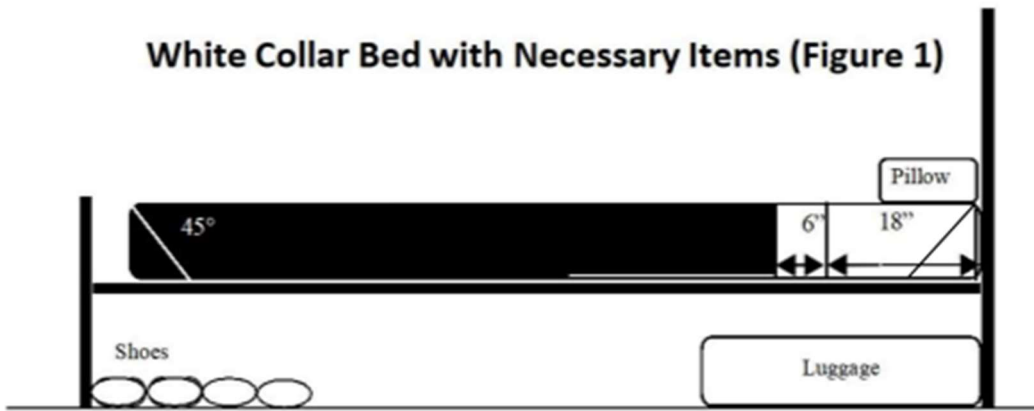 White Collar Bed with Necessary Items (Figure 1)
Pillow
45°
6”
18”
Shoes
Luggage